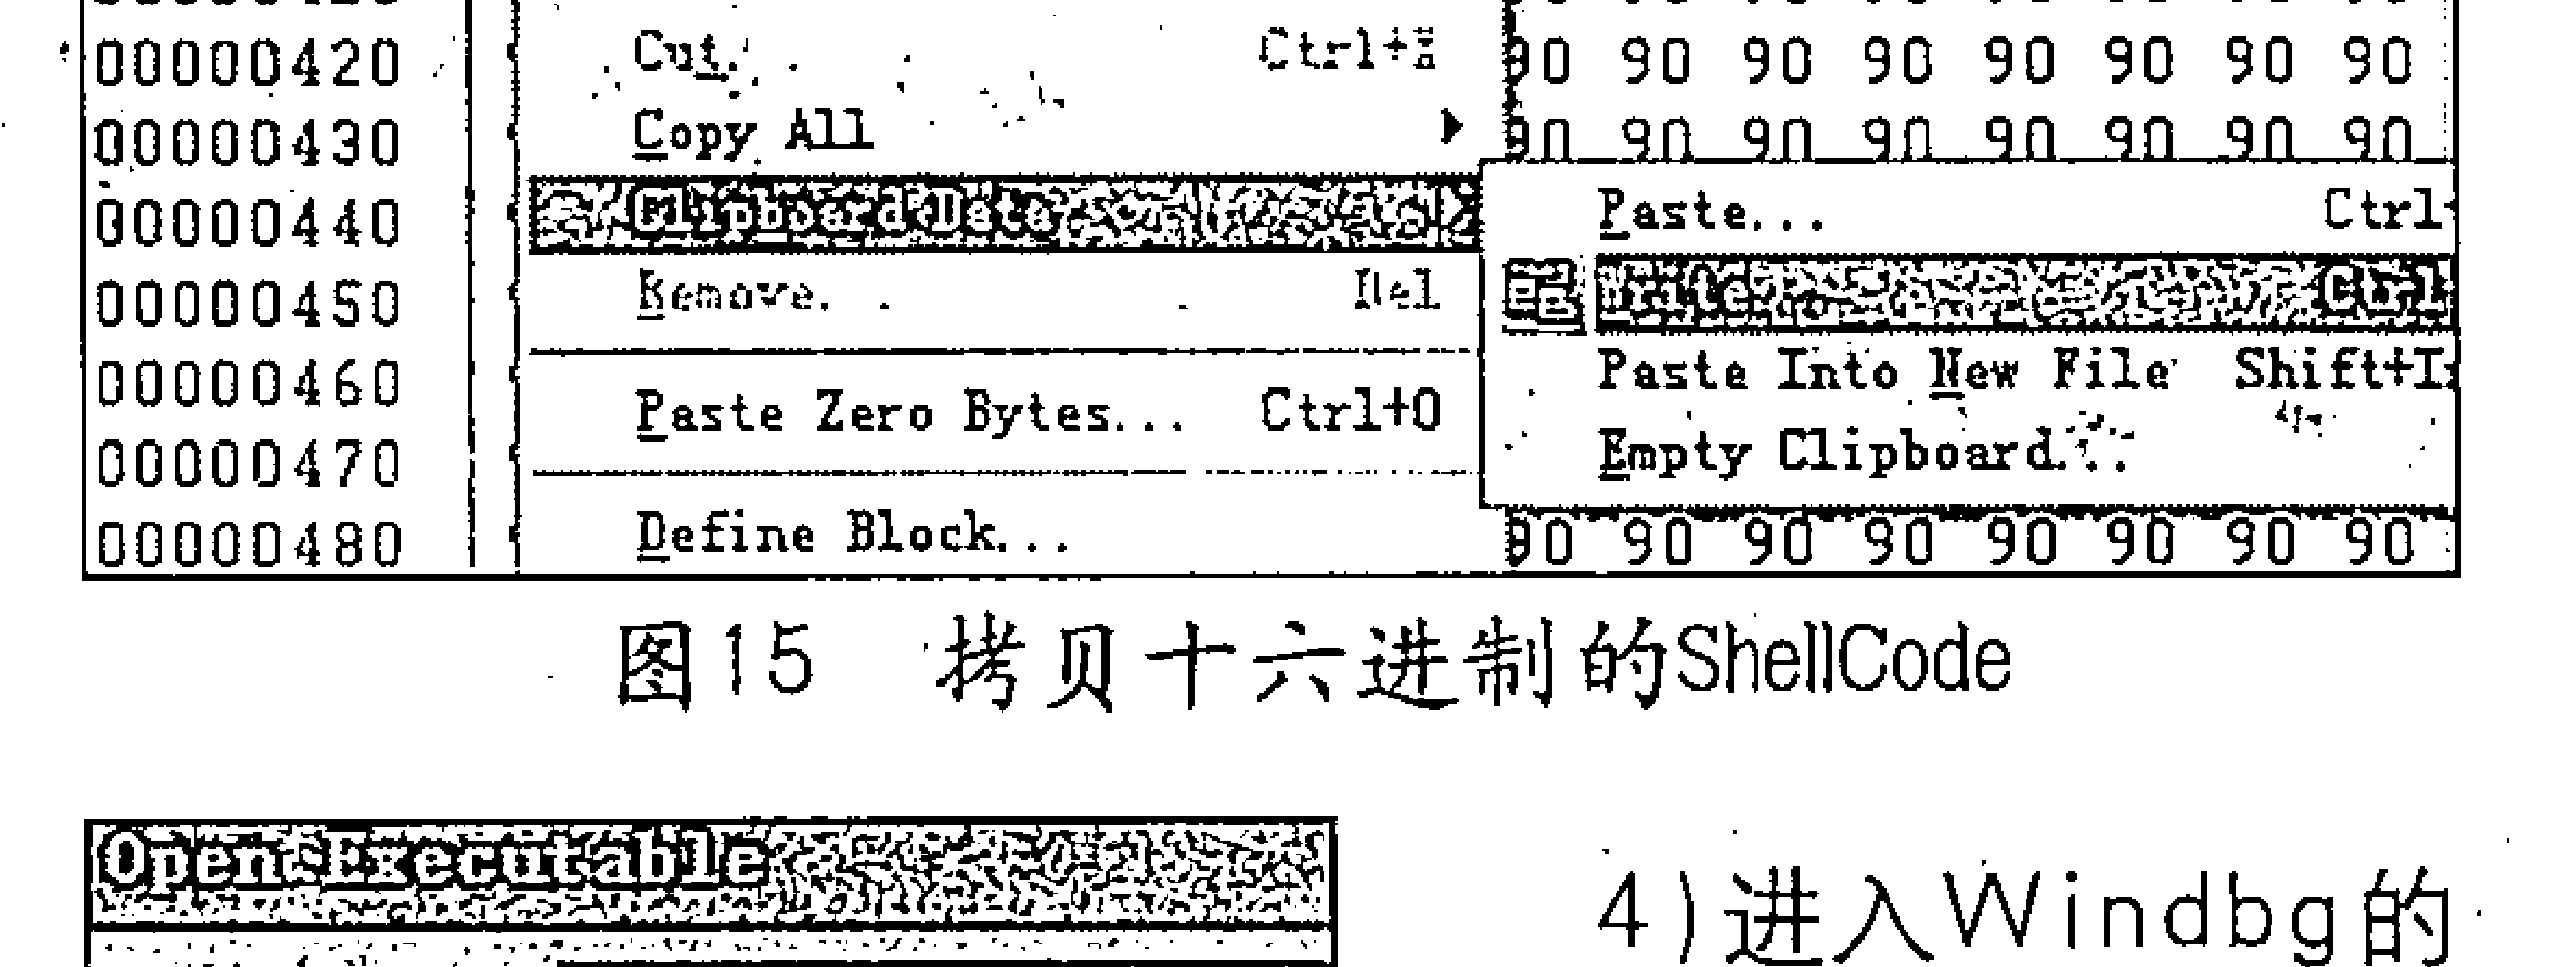 00000420 Cut. 90 90 90 90 90 90 90 90
00000430 Copy All 90 90 90 90 90 90 90 90
00000440 Clipboard Data Paste... Ctrl
00000450 Remove. Del Write... Ctrl
00000460 Paste Zero Bytes... Ctrl+0 Paste Into New File Shift+I
00000470 Empty Clipboard...
00000480 Define Block... 90 90 90 90 90 90 90 90
图15 拷贝十六进制的ShellCode
Open Executable
4)进入Windbg的